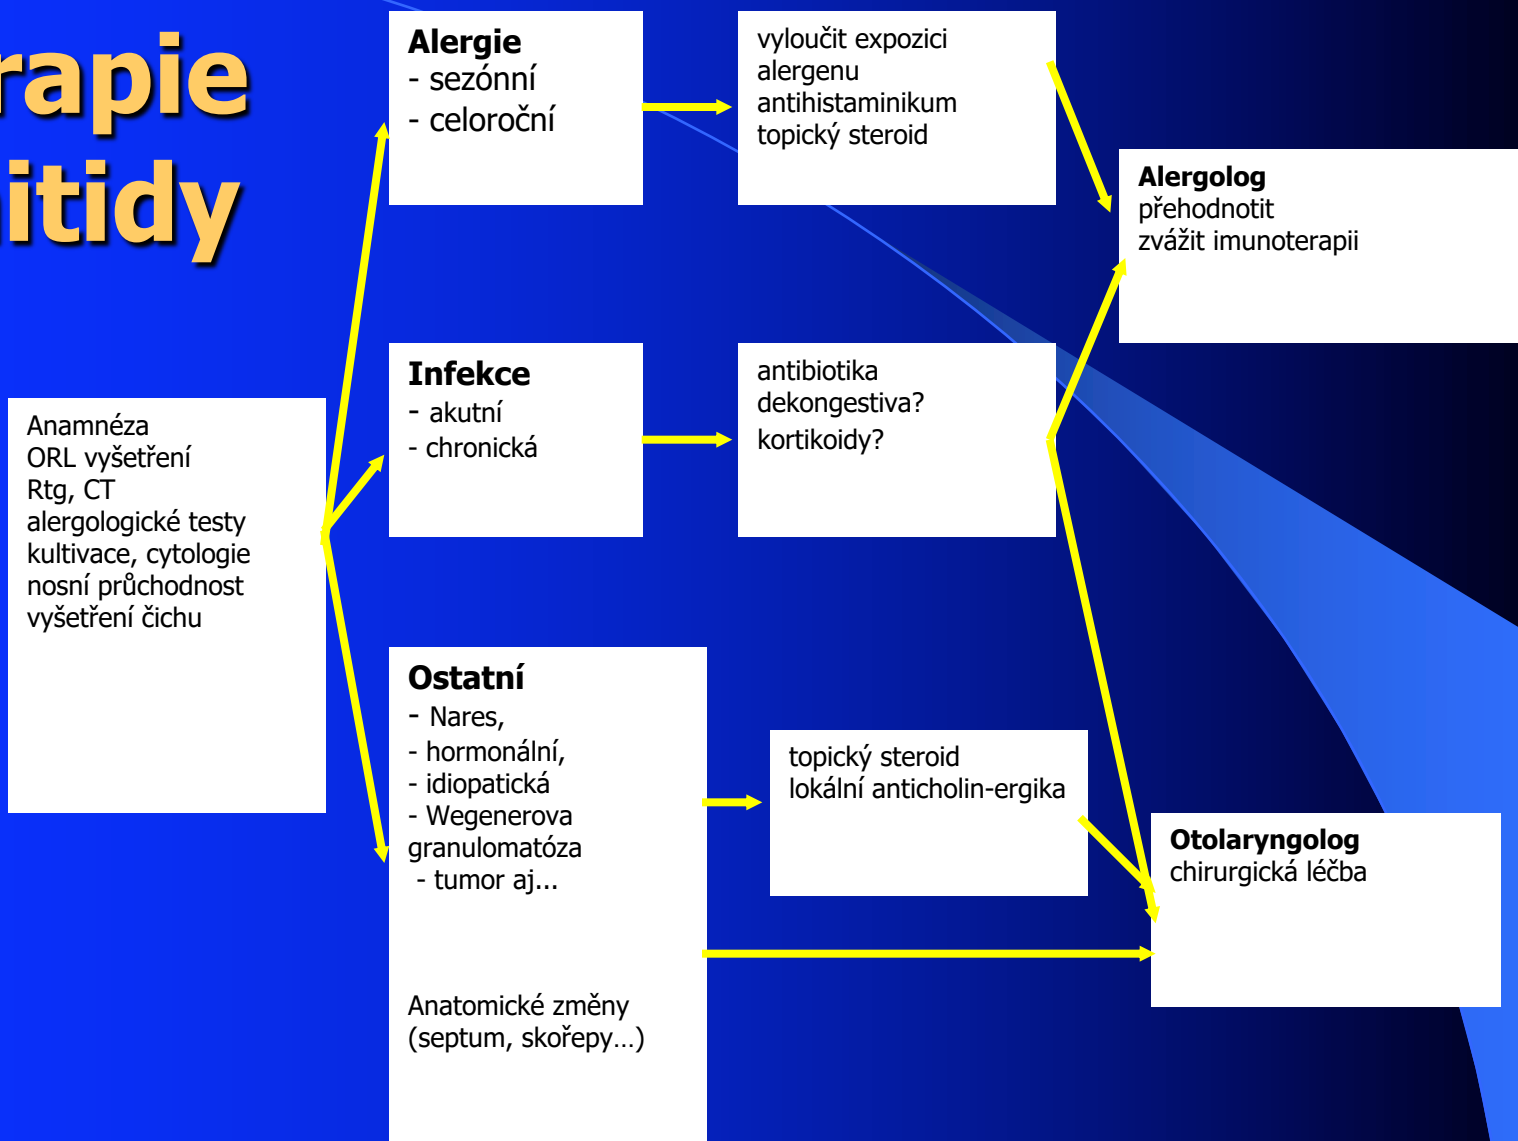 rapie
itidy
Anamnéza
ORL vyšetření
Rtg, CT
alergologické testy
kultivace, cytologie
nosní průchodnost
vyšetření čichu
Alergie
- sezónní
- celoroční
vyloučit expozici
alergenu
antihistaminikum
topický steroid
Alergolog
přehodnotit
zvážit imunoterapii
Infekce
- akutní
- chronická
antibiotika
dekongestiva?
kortikoidy?
Ostatní
- Nares,
- hormonální,
- idiopatická
- Wegenerova
granulomatóza
- tumor aj...
Anatomické změny
(septum, skořepy…)
topický steroid
lokální anticholin-ergika
Otolaryngolog
chirurgická léčba